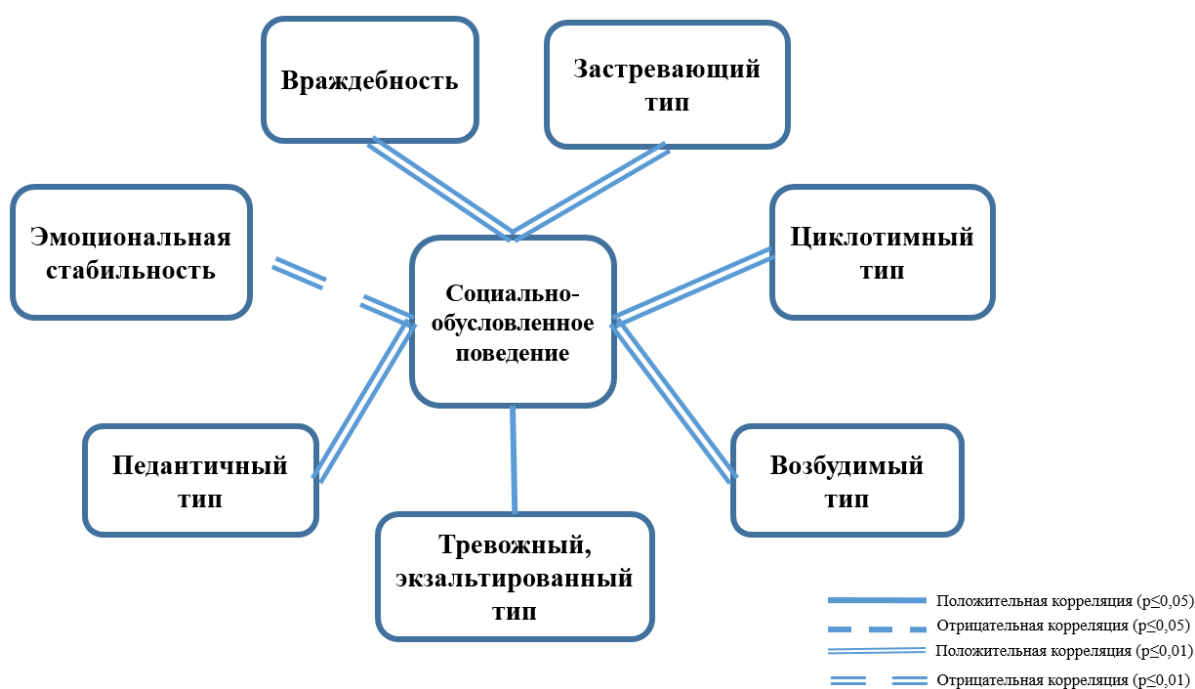 Враждебность
Застревающий
тип
Эмоциональная
стабильность
Социально-
обусловленное
поведение
Циклотимный
тип
Педантичный
тип
Тревожный,
экзальтированный
тип
Возбудимый
тип
Положительная корреляция (p≤0,05)
Отрицательная корреляция (p≤0,05)
Положительная корреляция (p≤0,01)
Отрицательная корреляция (p≤0,01)